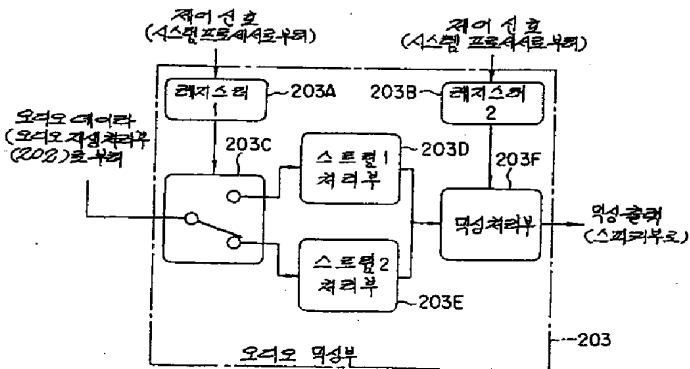 제어 신호
(시스템 프로세서로부터)
제어 신호
(시스템 프로세서로부터)
레지스터
1
203A
203B
레지스터
2
오디오 데이타
(오디오 재생처리부
(202)로부터
203C
스트림1
처리부
203D
203F
믹싱처리부
믹싱출력
(스피커부로)
스트림2
처리부
203E
오디오 믹싱부
203